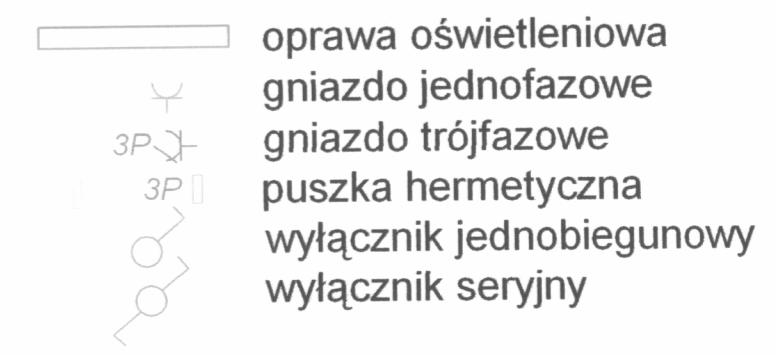 oprawa oświetleniowa
gniazdo jednofazowe
3P gniazdo trójfazowe
3P puszka hermetyczna
wyłącznik jednobiegunowy
wyłącznik seryjny